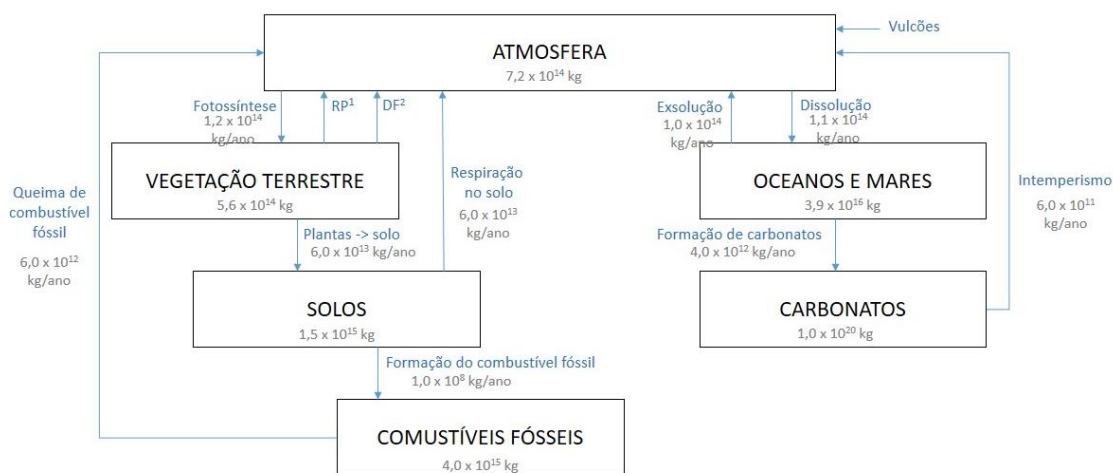 Vulcões
ATMOSFERA
7,2 x 10¹⁴ kg
Fotossíntese
1,2 x 10¹⁴
kg/ano
RP¹
DF²
Exsolução
1,0 x 10¹⁴
kg/ano
Dissolução
1,1 x 10¹⁴
kg/ano
Queima de
combustível
fóssil
6,0 x 10¹²
kg/ano
VEGETAÇÃO TERRESTRE
5,6 x 10¹⁴ kg
Respiração
no solo
6,0 x 10¹³
kg/ano
OCEANOS E MARES
3,9 x 10¹⁶ kg
Intemperismo
6,0 x 10¹¹
kg/ano
Plantas -> solo
6,0 x 10¹³ kg/ano
Formação de carbonatos
4,0 x 10¹² kg/ano
SOLOS
1,5 x 10¹⁵ kg
CARBONATOS
1,0 x 10²⁰ kg
Formação do combustível fóssil
1,0 x 10⁸ kg/ano
COMUSTÍVEIS FÓSSEIS
4,0 x 10¹⁵ kg